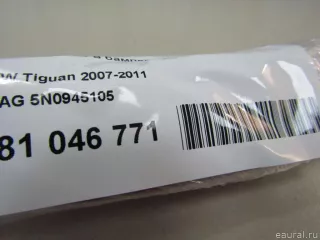 W Tiguan 2007-2011
AG 5N0945105
81 046 771
eaural.ru